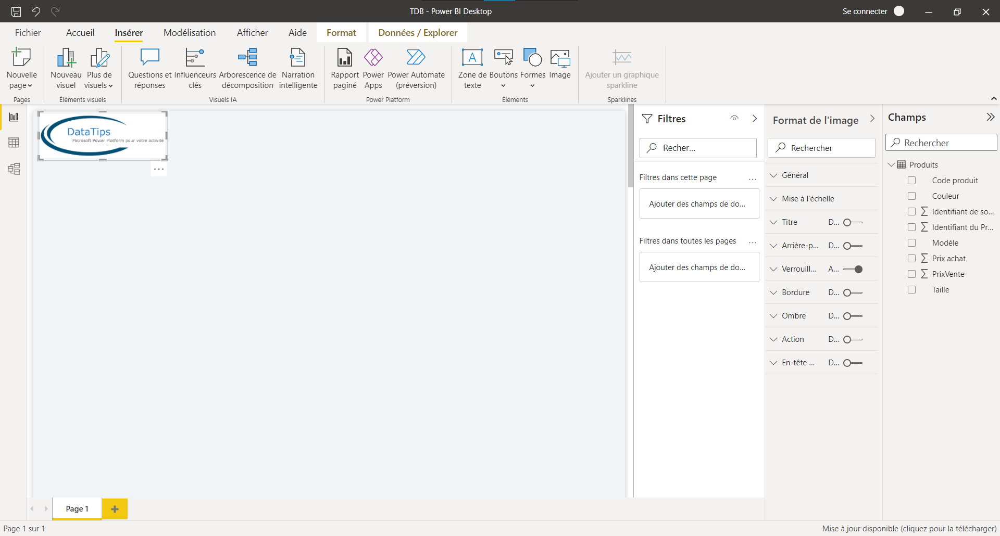 TDB - Power BI Desktop
Se connecter
Fichier
Accueil
Insérer
Modélisation
Afficher
Aide
Format
Données / Explorer
Nouvelle
page
Pages
Nouveau
visuel
Plus de
visuels
Éléments visuels
Questions et
réponses
Influenceurs
clés
Arborescence de
décomposition
Narration
intelligente
Visuels IA
Rapport
paginé
Power
Apps
Power Automate
(préversion)
Power Platform
Zone de
texte
Boutons
Formes
Image
Éléments
Ajouter un graphique
sparkline
Sparklines
DataTips
Microsoft Power Platform pour votre activité
...
Filtres
Recher...
Filtres dans cette page
...
Ajouter des champs de do...
Filtres dans toutes les pages
...
Ajouter des champs de do...
Format de l'image
Rechercher
Général
Mise à l'échelle
Titre D...
Arrière-p... D...
Verrouill... A...
Bordure D...
Ombre D...
Action D...
En-tête ... D...
Champs
Rechercher
Produits
Code produit
Couleur
Identifiant de so...
Identifiant du Pr...
Modèle
Prix achat
PrixVente
Taille
Page 1
Page 1 sur 1
Mise à jour disponible (cliquez pour la télécharger)